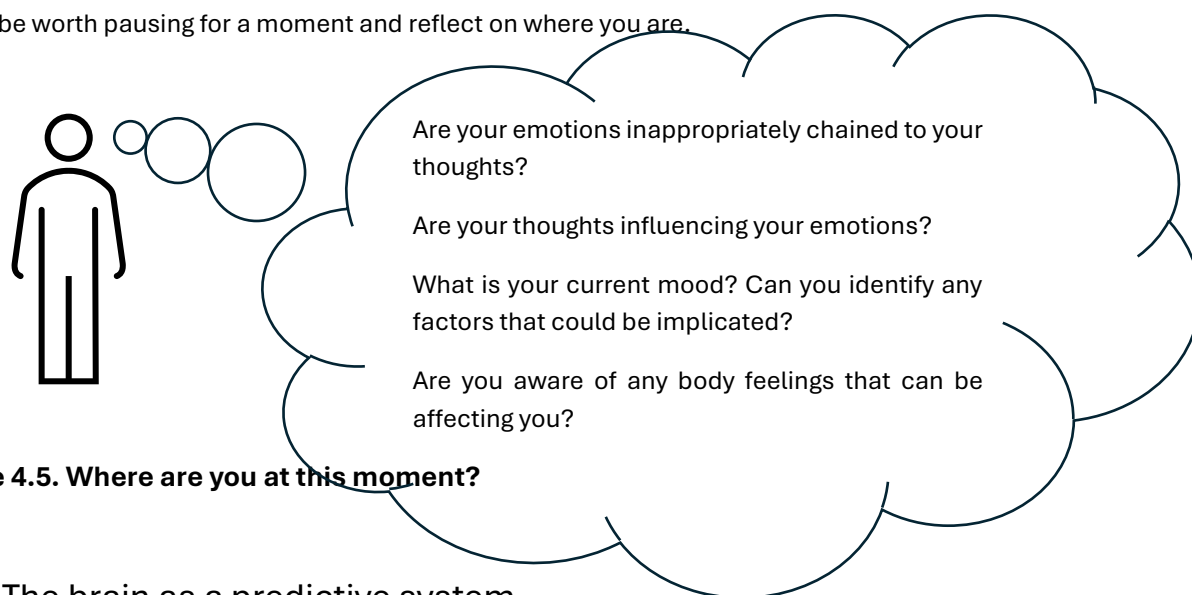 be worth pausing for a moment and reflect on where you are.
Are your emotions inappropriately chained to your
thoughts?
Are your thoughts influencing your emotions?
What is your current mood? Can you identify any
factors that could be implicated?
Are you aware of any body feelings that can be
affecting you?
e 4.5. Where are you at this moment?
The brain as a predictive system